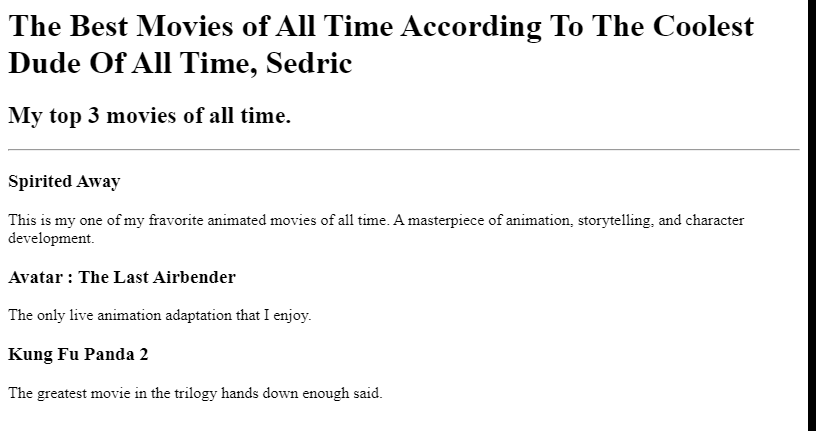 The Best Movies of All Time According To The Coolest
Dude Of All Time, Sedric
My top 3 movies of all time.
Spirited Away
This is my one of my fravorite animated movies of all time. A masterpiece of animation, storytelling, and character
development.
Avatar : The Last Airbender
The only live animation adaptation that I enjoy.
Kung Fu Panda 2
The greatest movie in the trilogy hands down enough said.